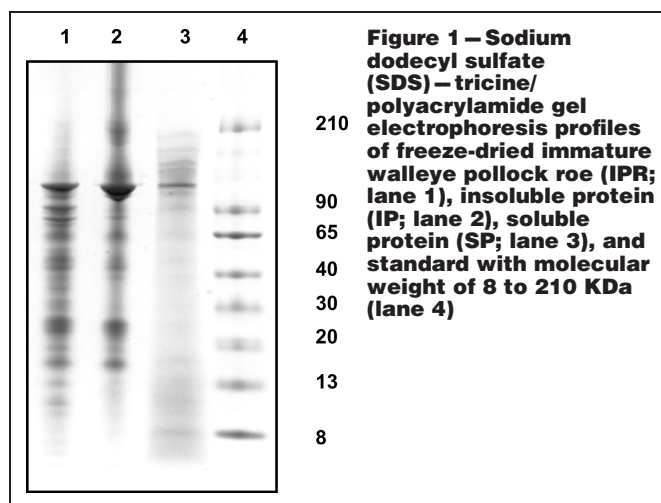 1 2 3 4
Figure 1 — Sodium
dodecyl sulfate
(SDS) — tricine/
polyacrylamide gel
electrophoresis profiles
of freeze-dried immature
walleye pollock roe (IPR;
lane 1), insoluble protein
(IP; lane 2), soluble
protein (SP; lane 3), and
standard with molecular
weight of 8 to 210 KDa
(lane 4)
210
90
65
40
30
20
13
8